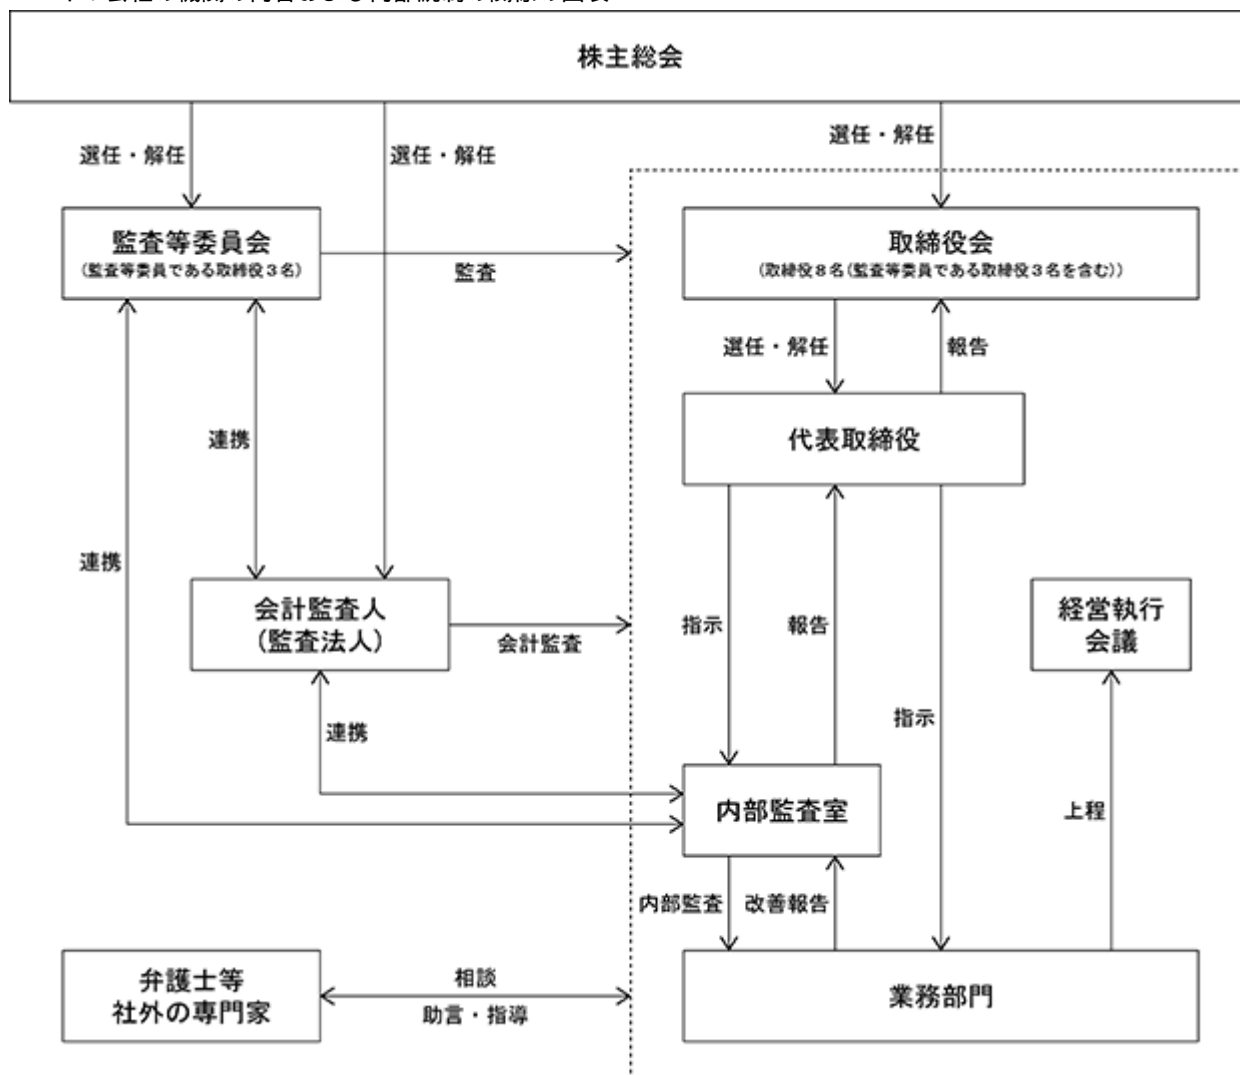 株主総会
選任・解任
選任・解任
選任・解任
監査等委員会
(監査等委員である取締役3名)
監査
取締役会
(取締役8名(監査等委員である取締役3名を含む))
選任・解任
報告
代表取締役
連携
連携
会計監査人
(監査法人)
会計監査
指示
報告
経営執行
会議
連携
指示
内部監査室
上程
内部監査
改善報告
弁護士等
社外の専門家
相談
助言・指導
業務部門